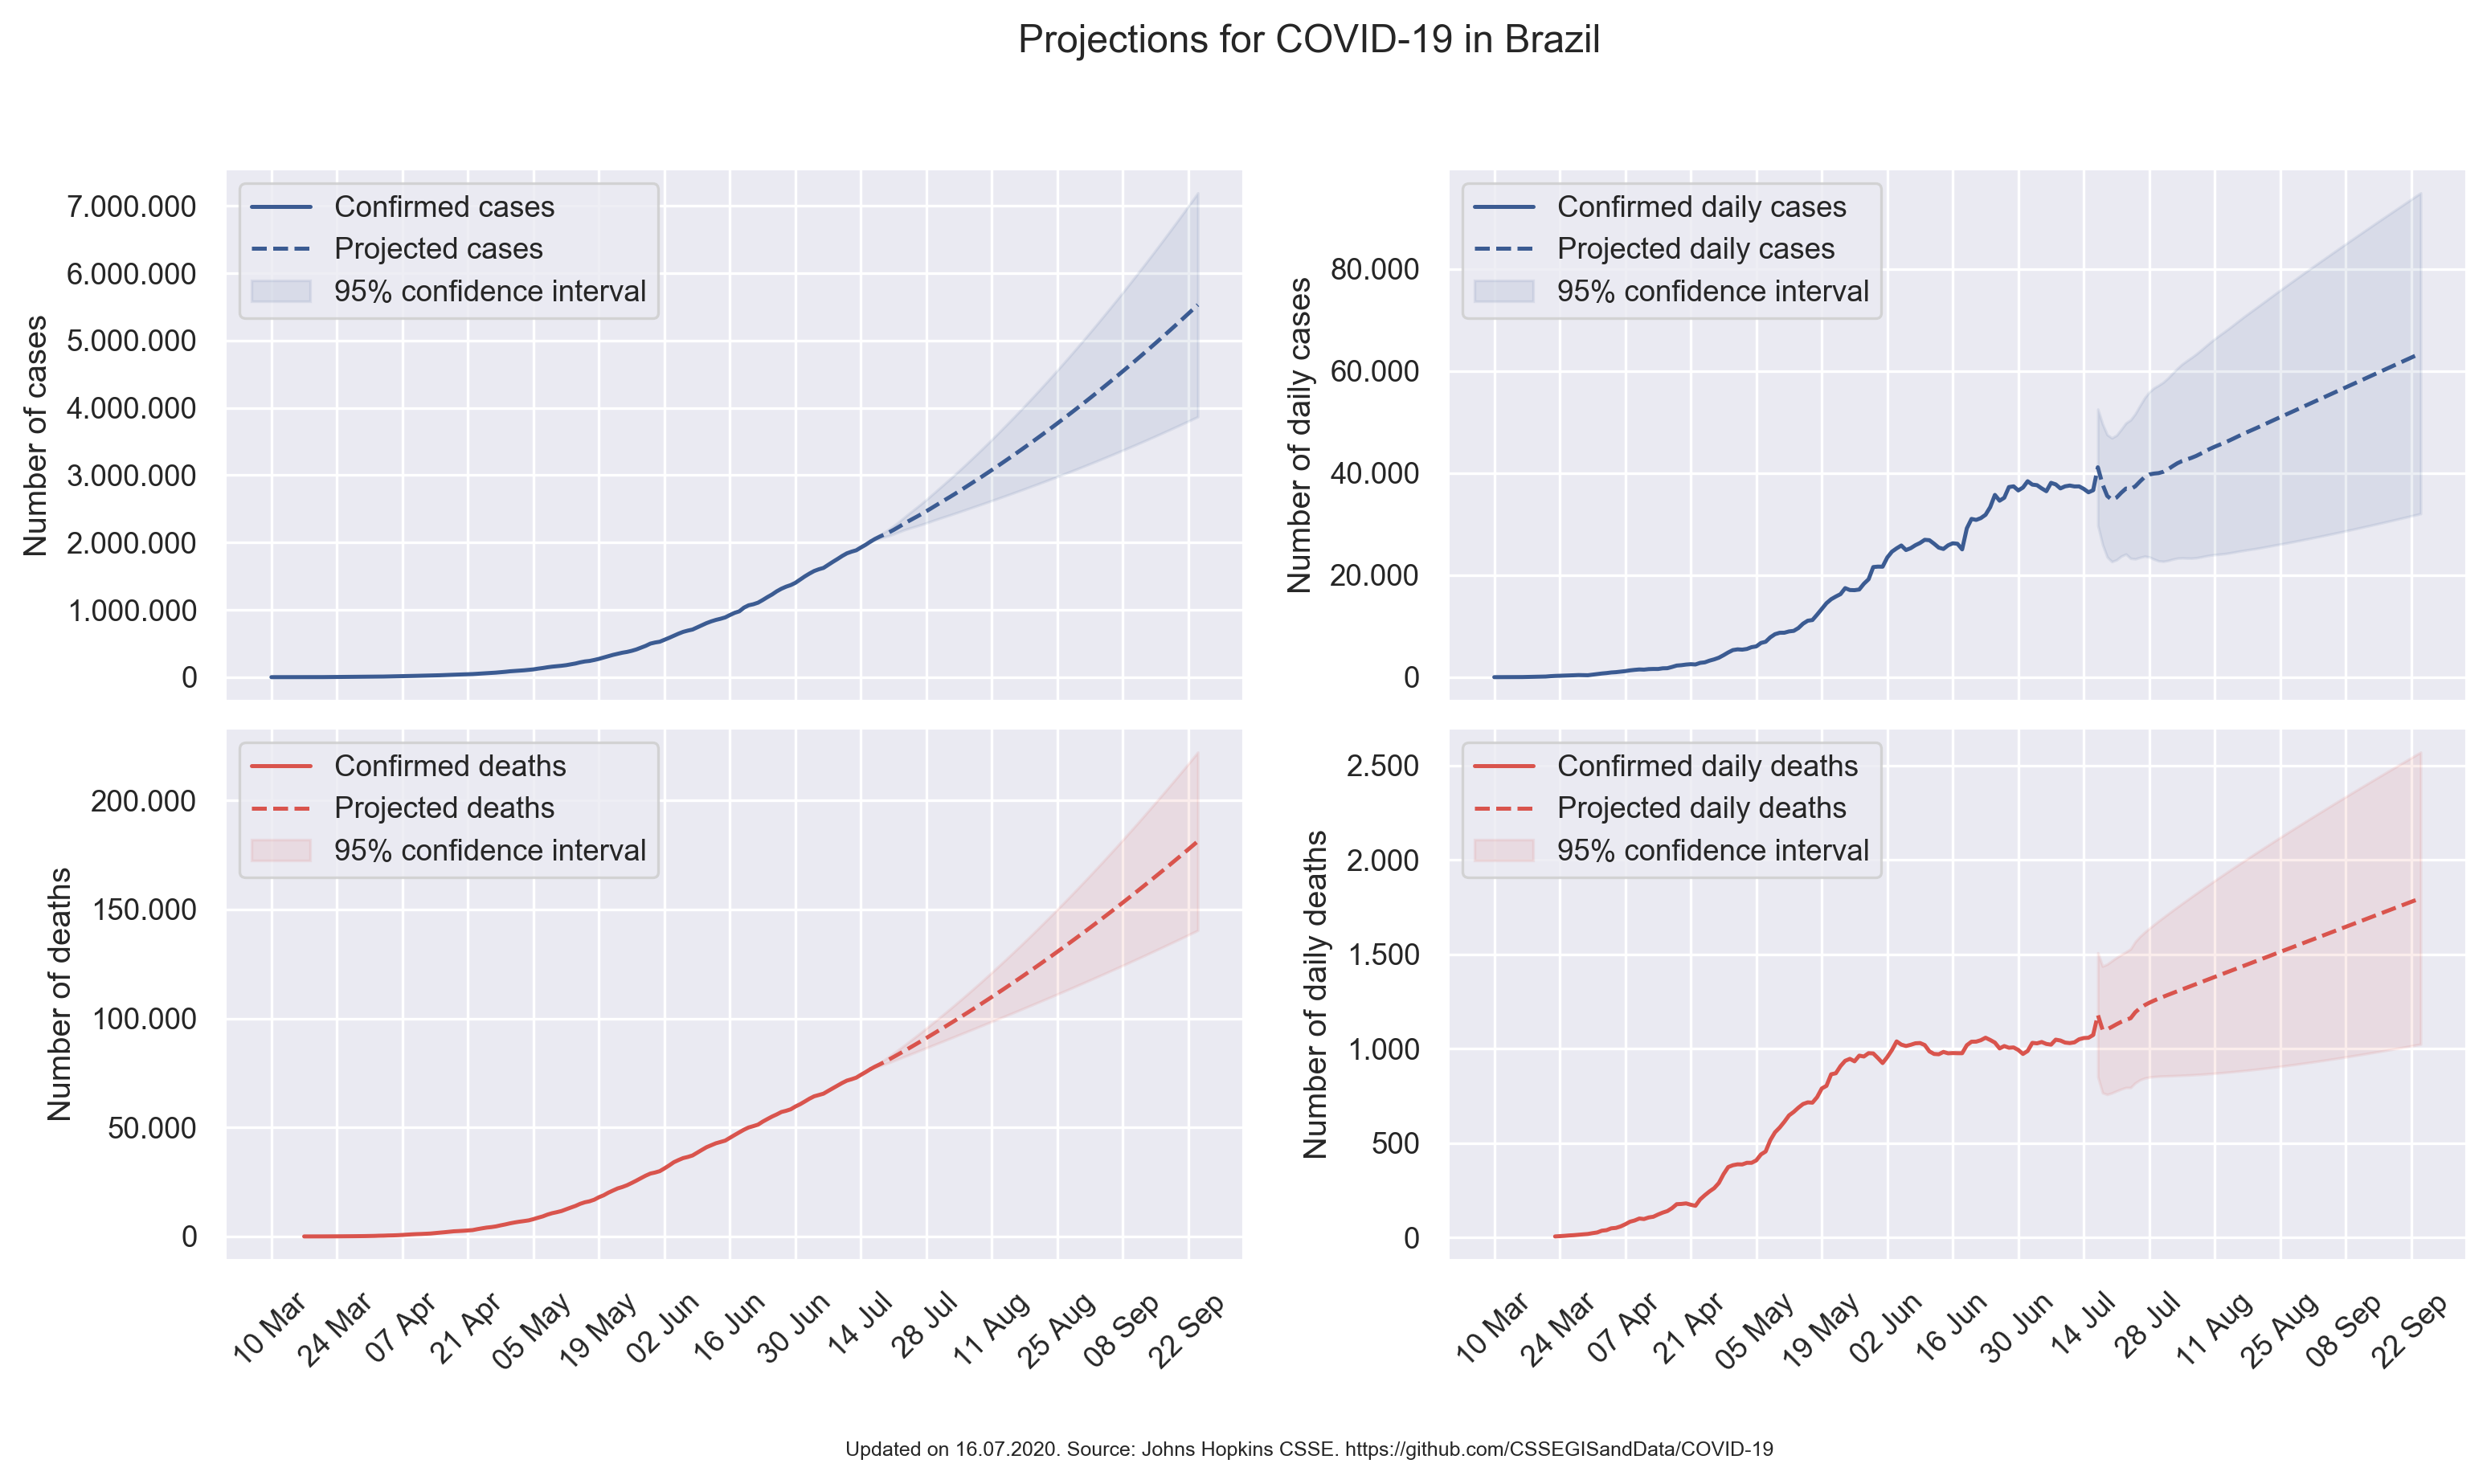 Projections for COVID-19 in Brazil
Number of cases
7.000.000
6.000.000
5.000.000
4.000.000
3.000.000
2.000.000
1.000.000
0
Confirmed cases
Projected cases
95% confidence interval
Number of daily cases
80.000
60.000
40.000
20.000
0
Confirmed daily cases
Projected daily cases
95% confidence interval
Number of deaths
200.000
150.000
100.000
50.000
0
Confirmed deaths
Projected deaths
95% confidence interval
10 Mar
24 Mar
07 Apr
21 Apr
05 May
19 May
02 Jun
16 Jun
30 Jun
14 Jul
28 Jul
11 Aug
25 Aug
08 Sep
22 Sep
Number of daily deaths
2.500
2.000
1.500
1.000
500
0
Confirmed daily deaths
Projected daily deaths
95% confidence interval
10 Mar
24 Mar
07 Apr
21 Apr
05 May
19 May
02 Jun
16 Jun
30 Jun
14 Jul
28 Jul
11 Aug
25 Aug
08 Sep
22 Sep
Updated on 16.07.2020. Source: Johns Hopkins CSSE. https://github.com/CSSEGISandData/COVID-19